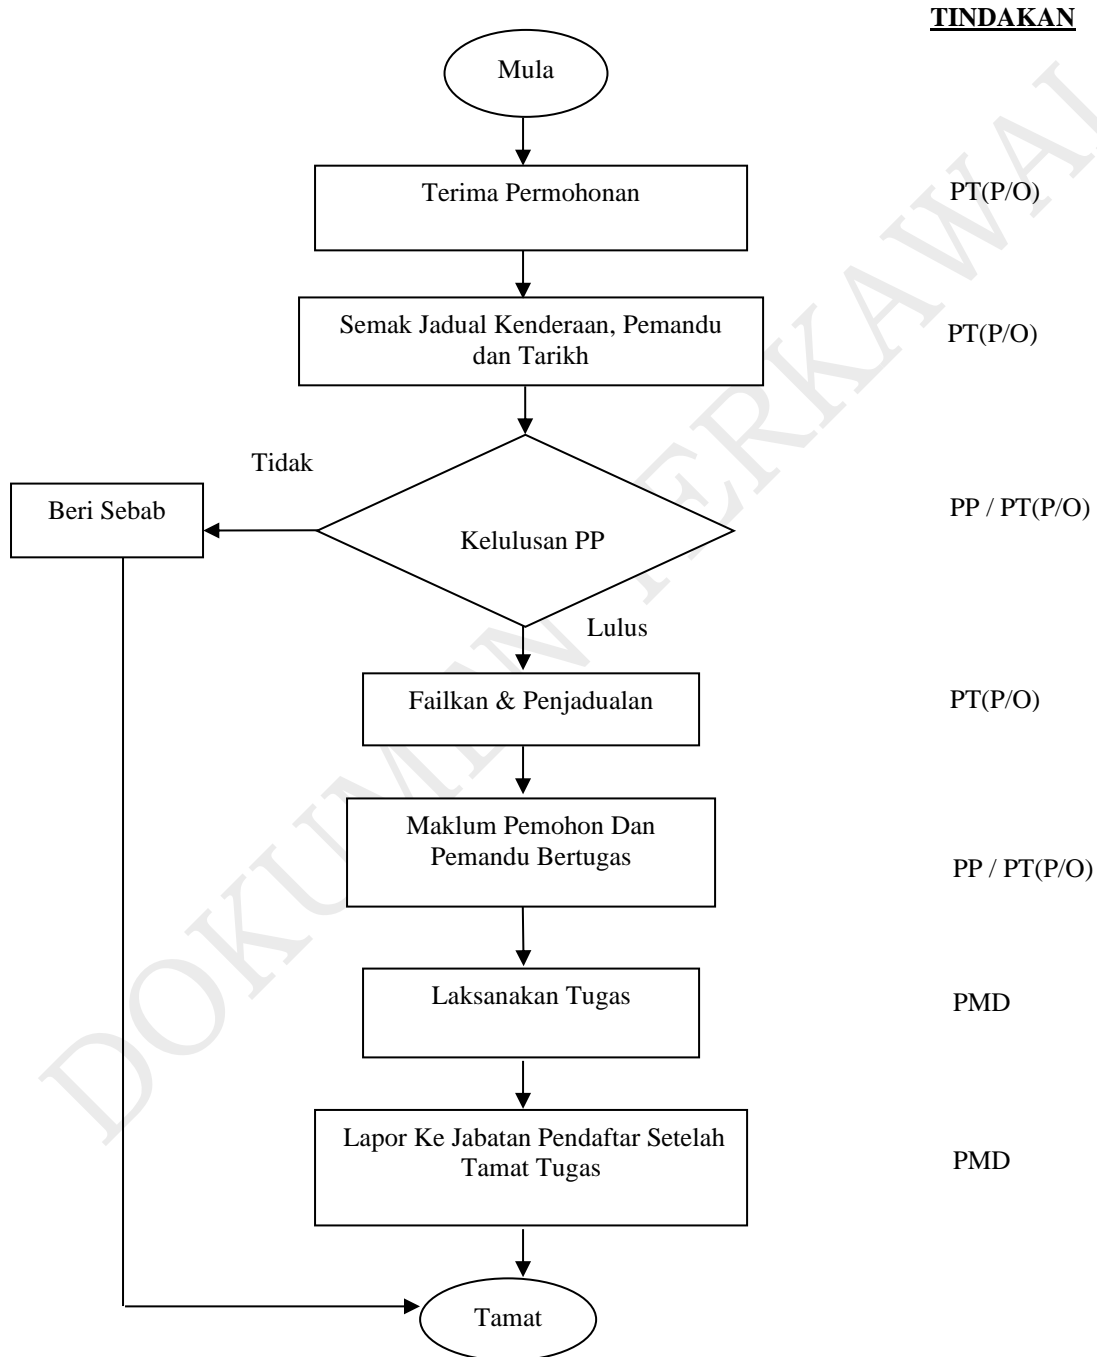 TINDAKAN
Mula
Terima Permohonan
PT(P/O)
Semak Jadual Kenderaan, Pemandu
dan Tarikh
PT(P/O)
Tidak
Beri Sebab
Kelulusan PP
PP / PT(P/O)
Lulus
Failkan & Penjadualan
PT(P/O)
Maklum Pemohon Dan
Pemandu Bertugas
PP / PT(P/O)
Laksanakan Tugas
PMD
Lapor Ke Jabatan Pendaftar Setelah
Tamat Tugas
PMD
Tamat
DOKUMEN TERKAWAL